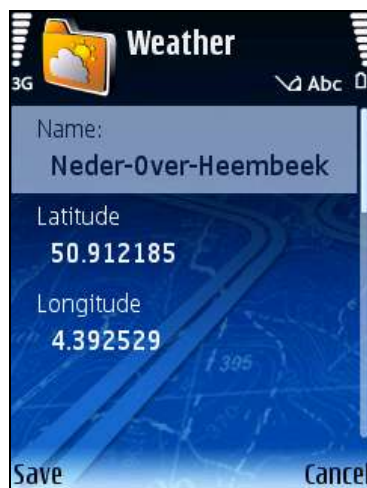 Weather
3G
Abc
Name:
Neder-Over-Heembeek
Latitude
50.912185
Longitude
4.392529
395
Save Cancel